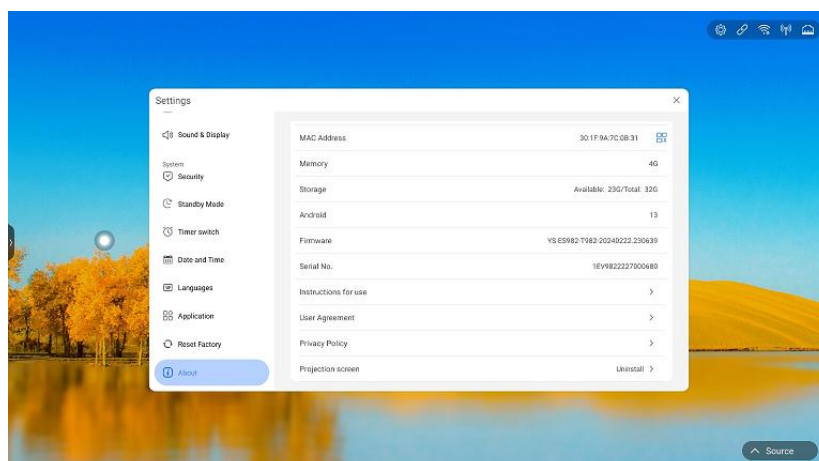 Settings
Sound & Display
System
Security
Standby Mode
Timer switch
Date and Time
Languages
Application
Reset Factory
About
MAC Address 30:1F:9A:7C:0B:31
Memory 4G
Storage Available: 23G/Total: 32G
Android 13
Firmware YS-ES982-T982-20240222.230639
Serial No. 1EV9822227000680
Instructions for use
User Agreement
Privacy Policy
Projection screen Uninstall
Source